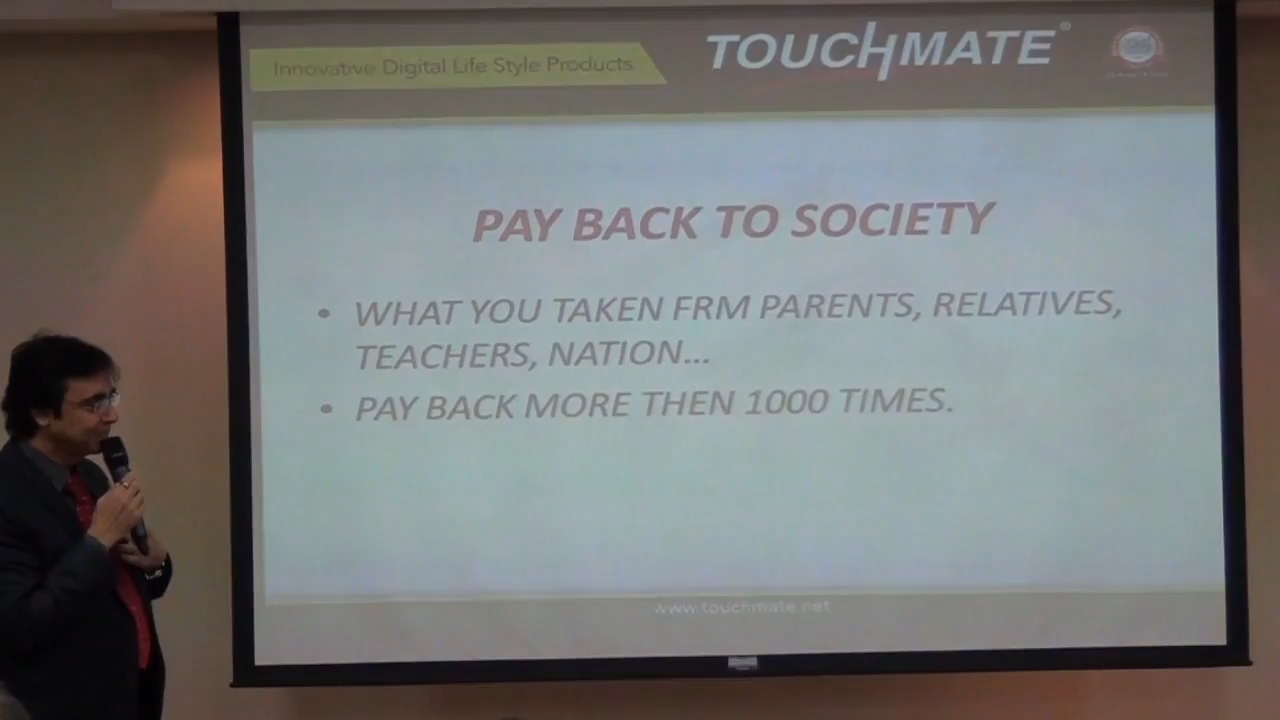 Innovative Digital Life Style Products
TOUCHMATE®
PAY BACK TO SOCIETY
• WHAT YOU TAKEN FRM PARENTS, RELATIVES,
TEACHERS, NATION...
• PAY BACK MORE THEN 1000 TIMES.
www.touchmate.net